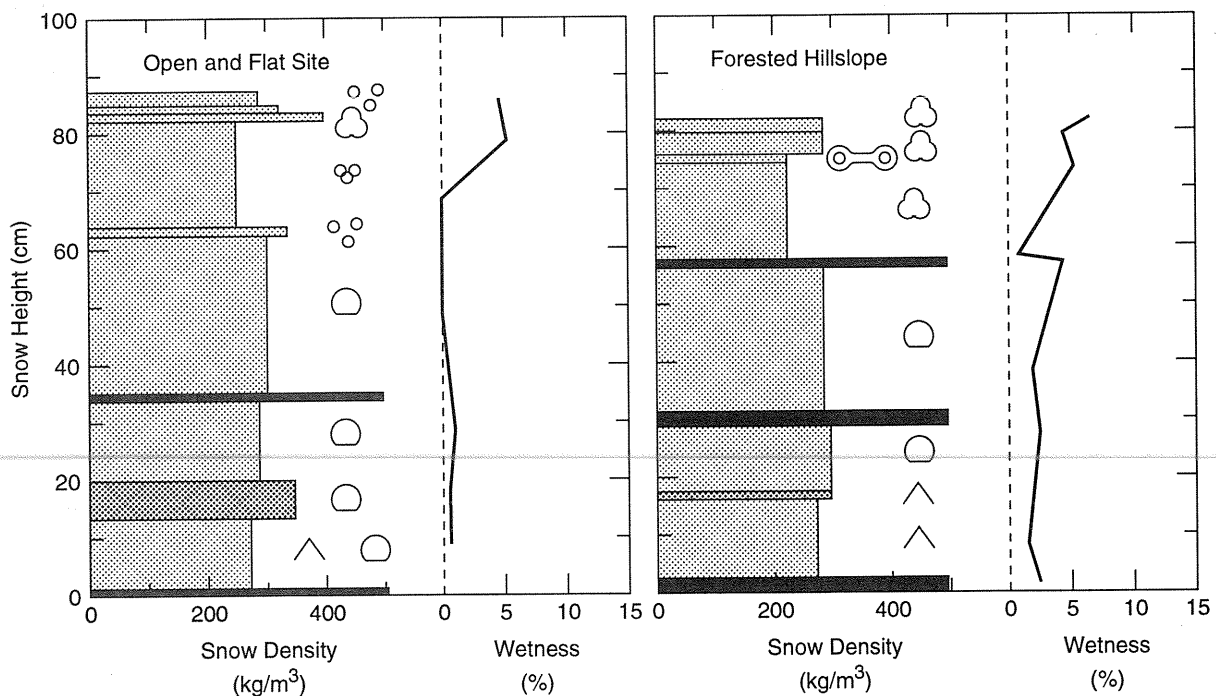 100
80
60
40
20
0
Snow Height (cm)
Open and Flat Site
0
200
400
Snow Density
(kg/m³)
0
5
10
15
Wetness
(%)
Forested Hillslope
200
400
Snow Density
(kg/m³)
0
5
10
15
Wetness
(%)